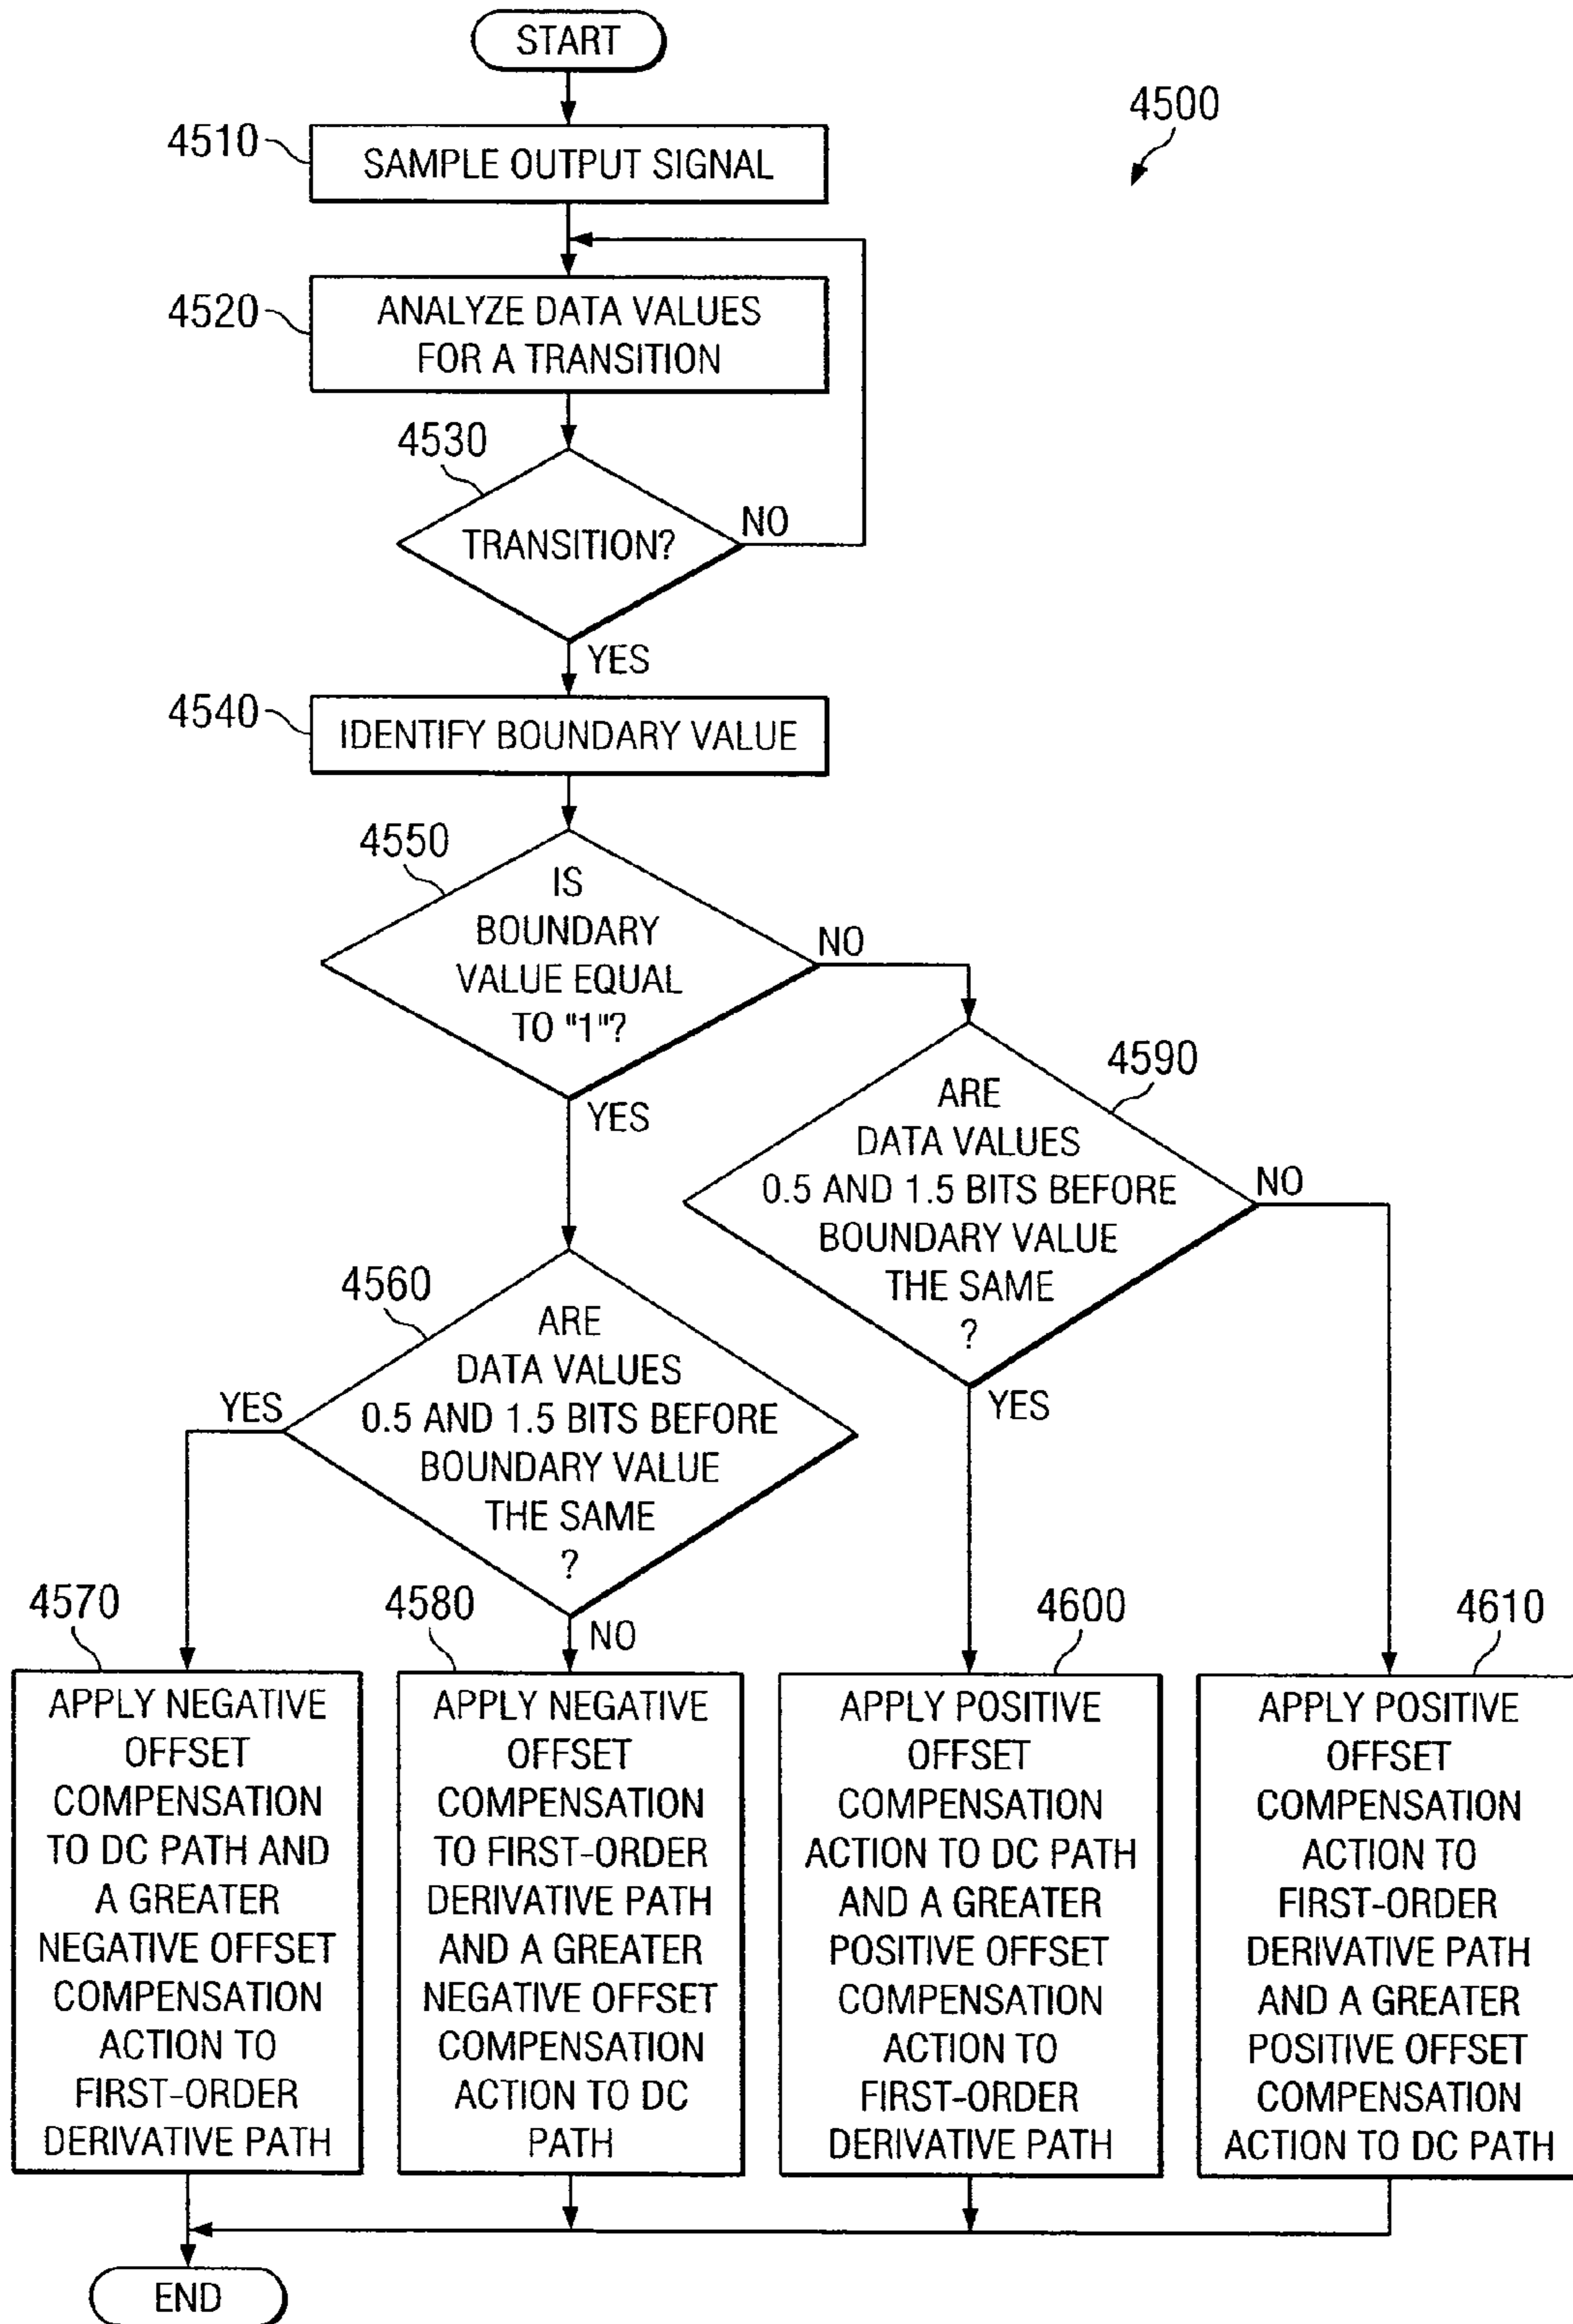 START
4500
4510
SAMPLE OUTPUT SIGNAL
4520
ANALYZE DATA VALUES
FOR A TRANSITION
4530
TRANSITION?
NO
YES
4540
IDENTIFY BOUNDARY VALUE
4550
IS
BOUNDARY
VALUE EQUAL
TO "1"?
NO
YES
4590
ARE
DATA VALUES
0.5 AND 1.5 BITS BEFORE
BOUNDARY VALUE
THE SAME
?
NO
YES
4560
ARE
DATA VALUES
0.5 AND 1.5 BITS BEFORE
BOUNDARY VALUE
THE SAME
?
YES
NO
4570
APPLY NEGATIVE
OFFSET
COMPENSATION
TO DC PATH AND
A GREATER
NEGATIVE OFFSET
COMPENSATION
ACTION TO
FIRST-ORDER
DERIVATIVE PATH
4580
APPLY NEGATIVE
OFFSET
COMPENSATION
TO FIRST-ORDER
DERIVATIVE PATH
AND A GREATER
NEGATIVE OFFSET
COMPENSATION
ACTION TO DC
PATH
4600
APPLY POSITIVE
OFFSET
COMPENSATION
ACTION TO DC PATH
AND A GREATER
POSITIVE OFFSET
COMPENSATION
ACTION TO
FIRST-ORDER
DERIVATIVE PATH
4610
APPLY POSITIVE
OFFSET
COMPENSATION
ACTION TO
FIRST-ORDER
DERIVATIVE PATH
AND A GREATER
POSITIVE OFFSET
COMPENSATION
ACTION TO DC PATH
END